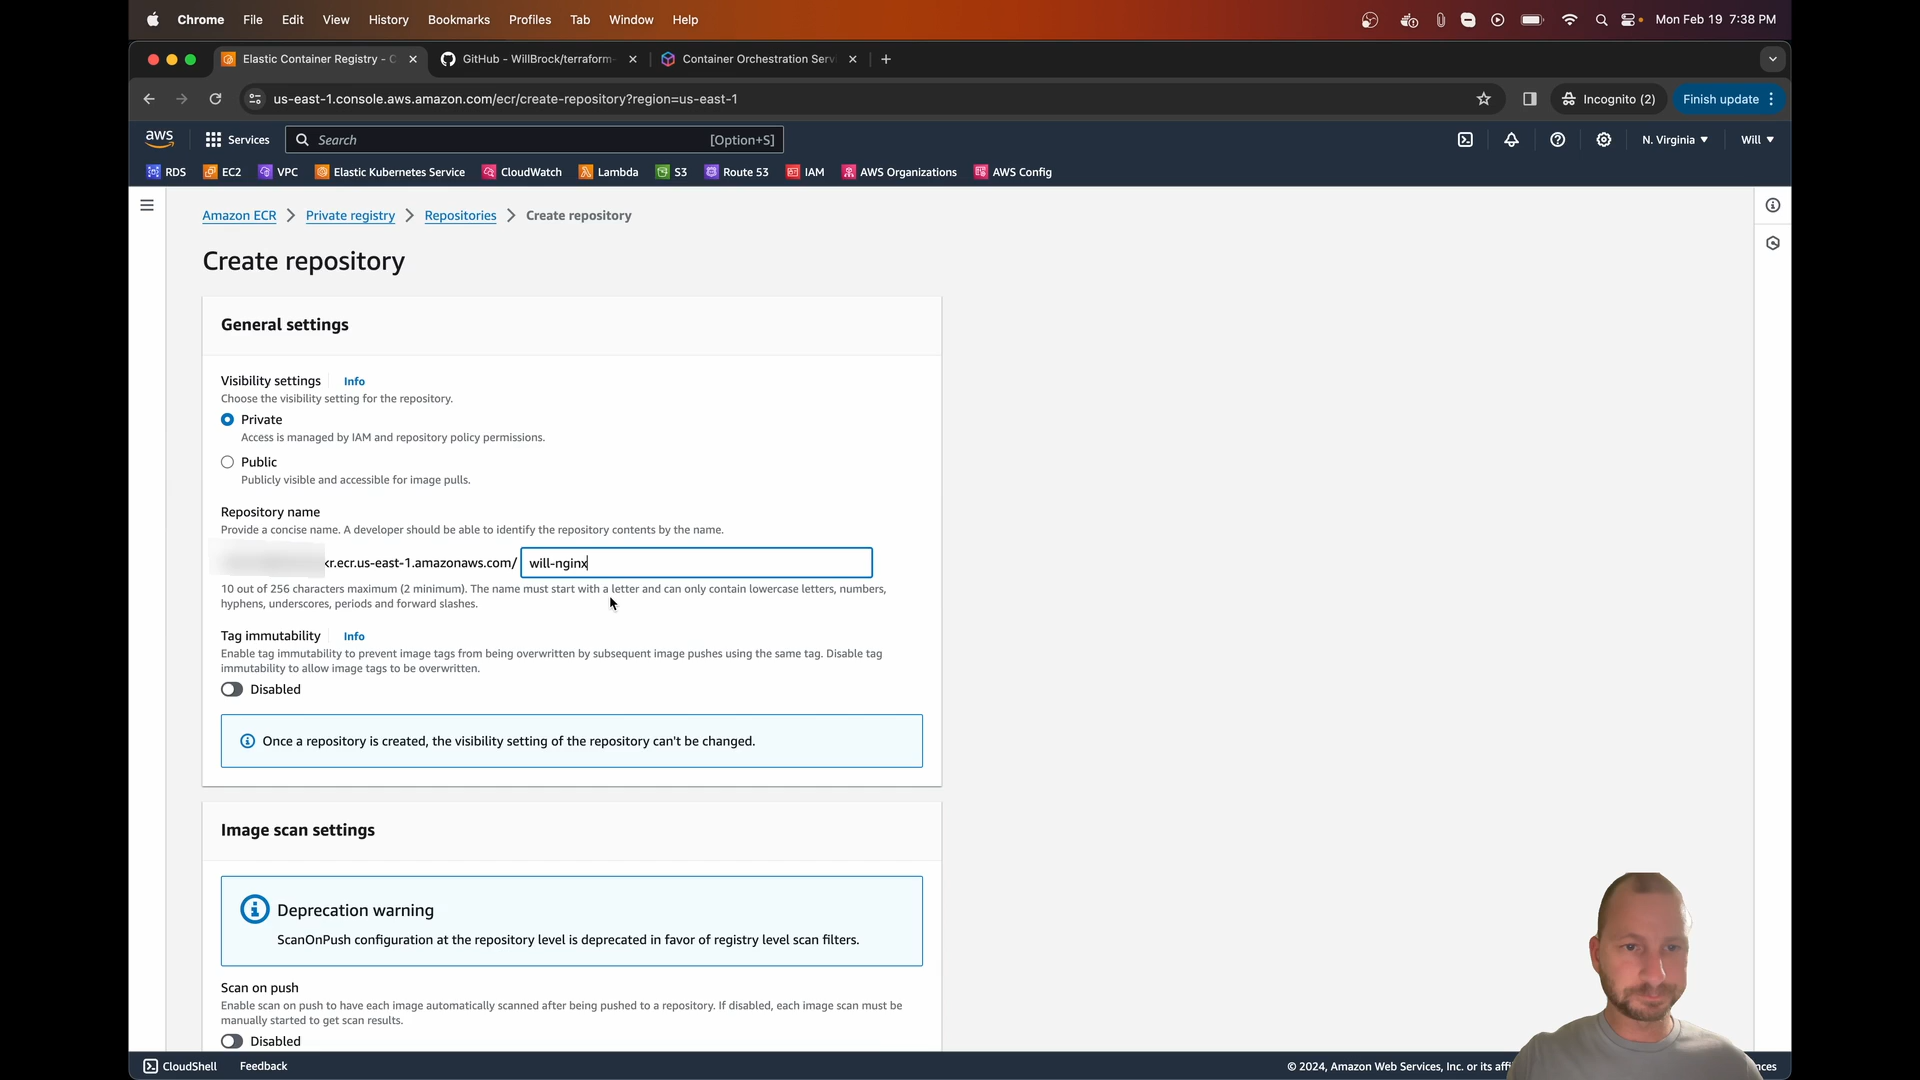 Chrome File Edit View History Bookmarks Profiles Tab Window Help Mon Feb 19 7:38 PM
Elastic Container Registry - C GitHub - WillBrock/terraform- Container Orchestration Serv
us-east-1.console.aws.amazon.com/ecr/create-repository?region=us-east-1 Incognito (2) Finish update
aws Services Search [Option+S] N. Virginia Will
RDS EC2 VPC Elastic Kubernetes Service CloudWatch Lambda S3 Route 53 IAM AWS Organizations AWS Config
Amazon ECR > Private registry > Repositories > Create repository
Create repository
General settings
Visibility settings Info
Choose the visibility setting for the repository.
Private
Access is managed by IAM and repository policy permissions.
Public
Publicly visible and accessible for image pulls.
Repository name
Provide a concise name. A developer should be able to identify the repository contents by the name.
kr.ecr.us-east-1.amazonaws.com/ will-nginx
10 out of 256 characters maximum (2 minimum). The name must start with a letter and can only contain lowercase letters, numbers,
hyphens, underscores, periods and forward slashes.
Tag immutability Info
Enable tag immutability to prevent image tags from being overwritten by subsequent image pushes using the same tag. Disable tag
immutability to allow image tags to be overwritten.
Disabled
Once a repository is created, the visibility setting of the repository can't be changed.
Image scan settings
Deprecation warning
ScanOnPush configuration at the repository level is deprecated in favor of registry level scan filters.
Scan on push
Enable scan on push to have each image automatically scanned after being pushed to a repository. If disabled, each image scan must be
manually started to get scan results.
Disabled
CloudShell Feedback © 2024, Amazon Web Services, Inc. or its affi nces